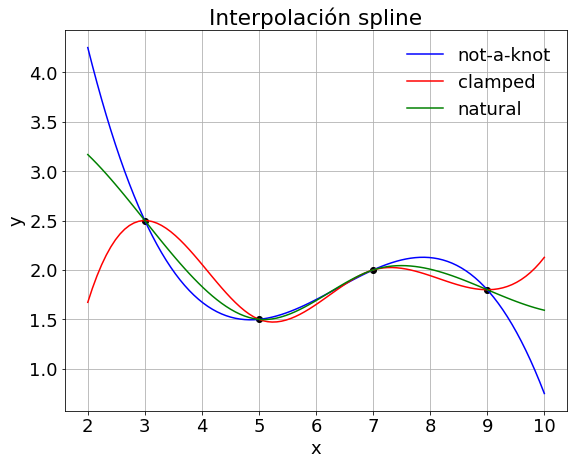 Interpolación spline
not-a-knot
clamped
natural
y
4.0
3.5
3.0
2.5
2.0
1.5
1.0
2 3 4 5 6 7 8 9 10
x